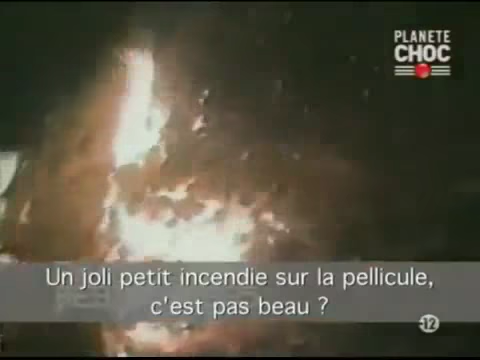 PLANETE
CHOC
Un joli petit incendie sur la pellicule,
c'est pas beau ?
-12